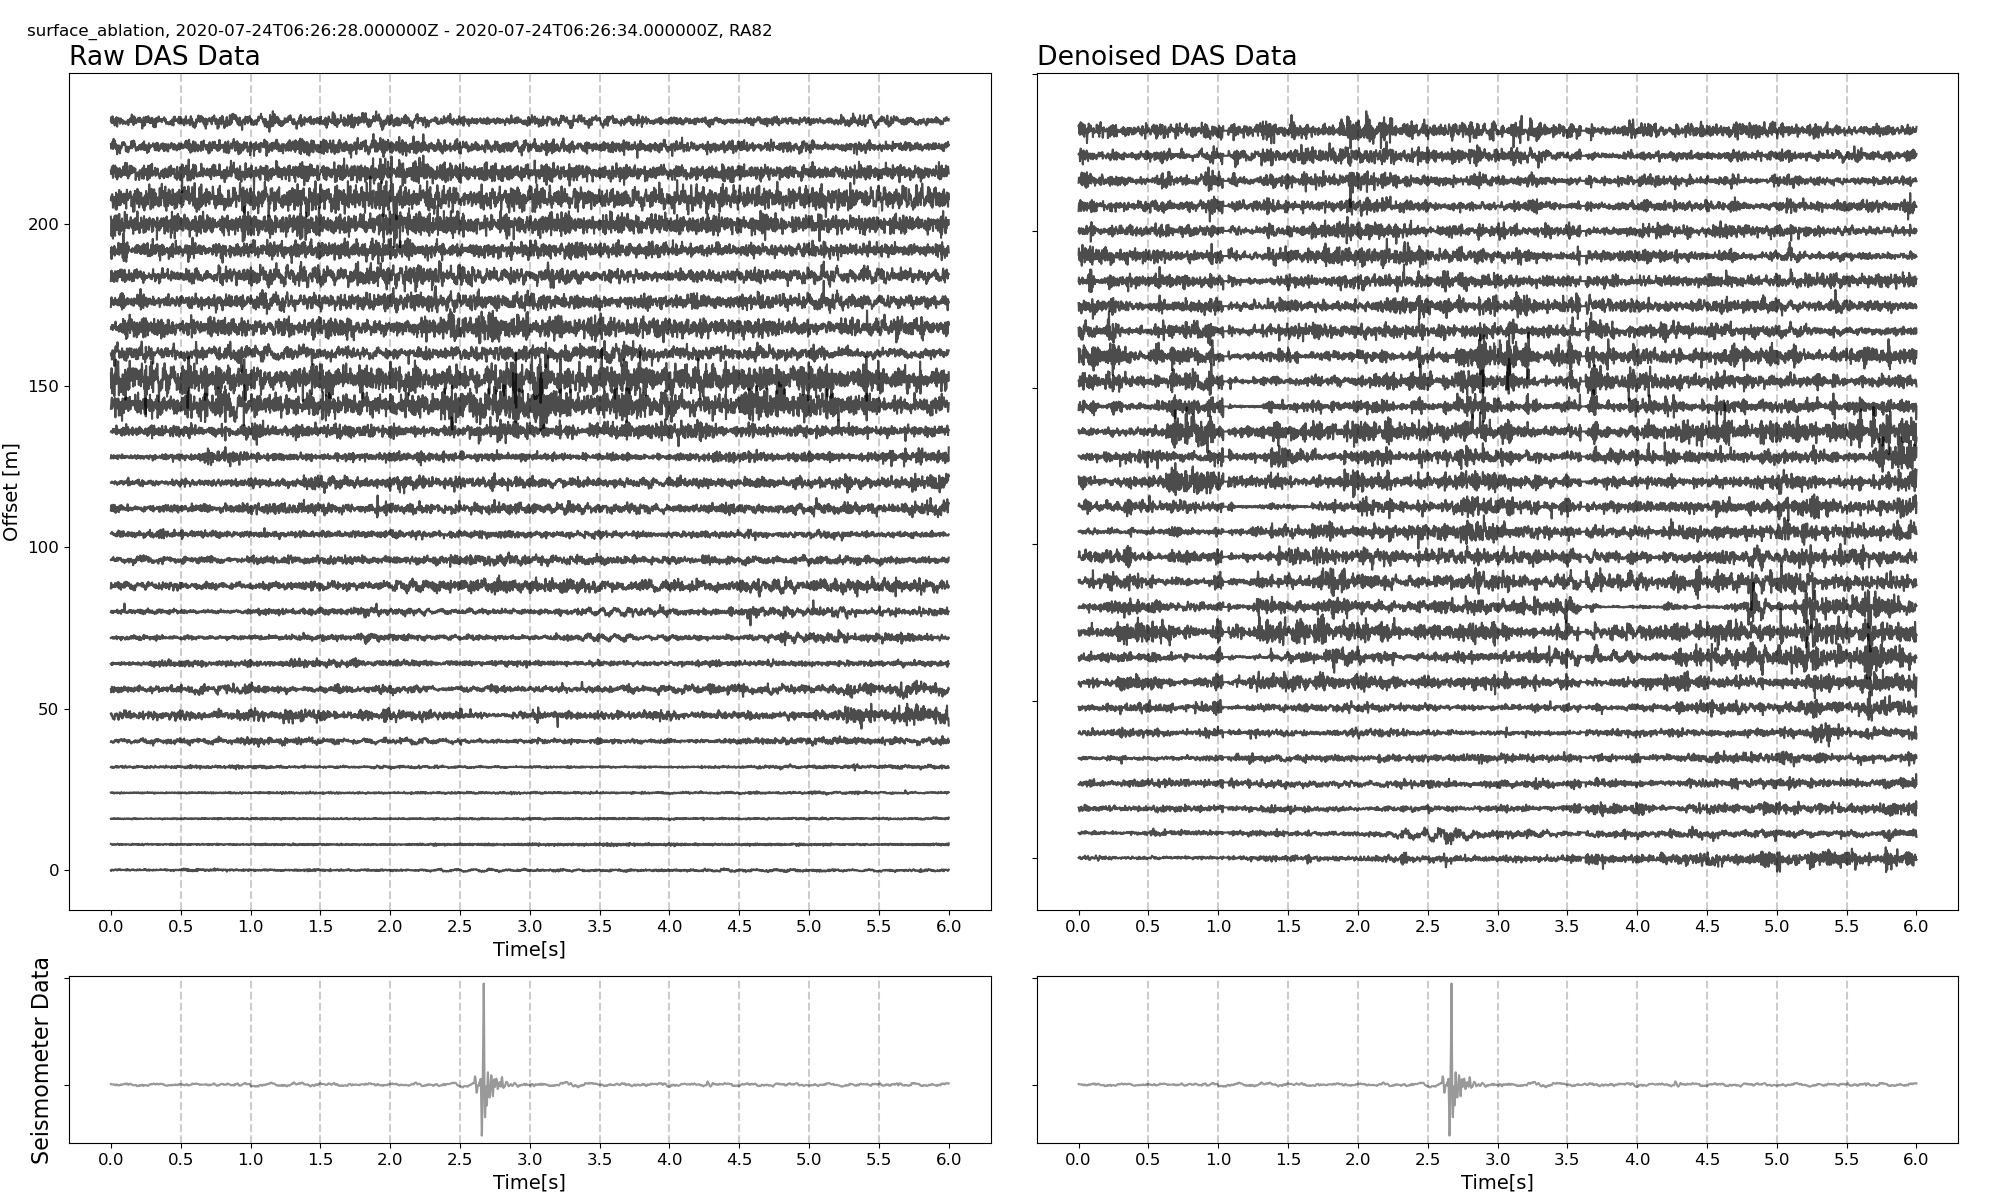 surface_ablation, 2020-07-24T06:26:28.000000Z - 2020-07-24T06:26:34.000000Z, RA82
Raw DAS Data
Denoised DAS Data
Offset [m]
200
150
100
50
0
0.0 0.5 1.0 1.5 2.0 2.5 3.0 3.5 4.0 4.5 5.0 5.5 6.0
Time[s]
0.0 0.5 1.0 1.5 2.0 2.5 3.0 3.5 4.0 4.5 5.0 5.5 6.0
Seismometer Data
0.0 0.5 1.0 1.5 2.0 2.5 3.0 3.5 4.0 4.5 5.0 5.5 6.0
Time[s]
0.0 0.5 1.0 1.5 2.0 2.5 3.0 3.5 4.0 4.5 5.0 5.5 6.0
Time[s]